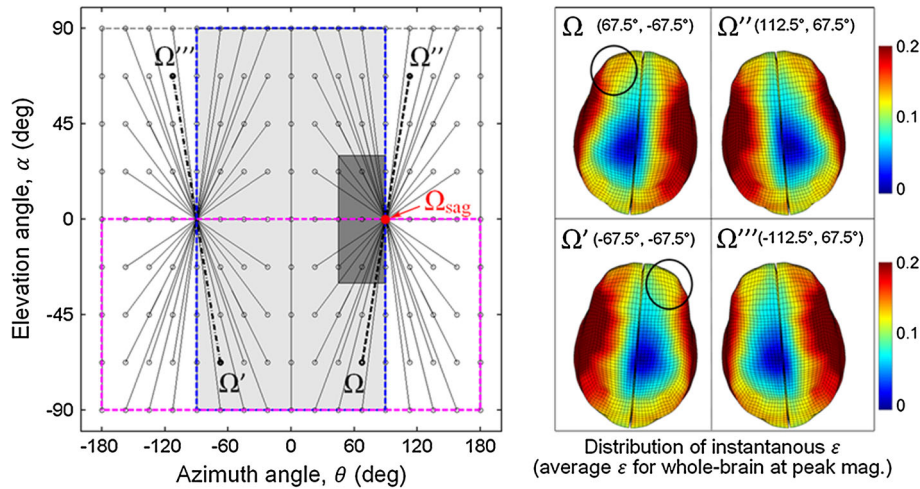 90
45
0
-45
-90
Elevation angle, α (deg)
-180 -120 -60 0 60 120 180
Azimuth angle, θ (deg)
Ω''' Ω''
Ωsag
Ω' Ω
Ω (67.5°, -67.5°)
Ω'' (112.5°, 67.5°)
0.2
0.1
0
Ω' (-67.5°, -67.5°)
Ω''' (-112.5°, 67.5°)
0.2
0.1
0
Distribution of instantanous ε
(average ε for whole-brain at peak mag.)